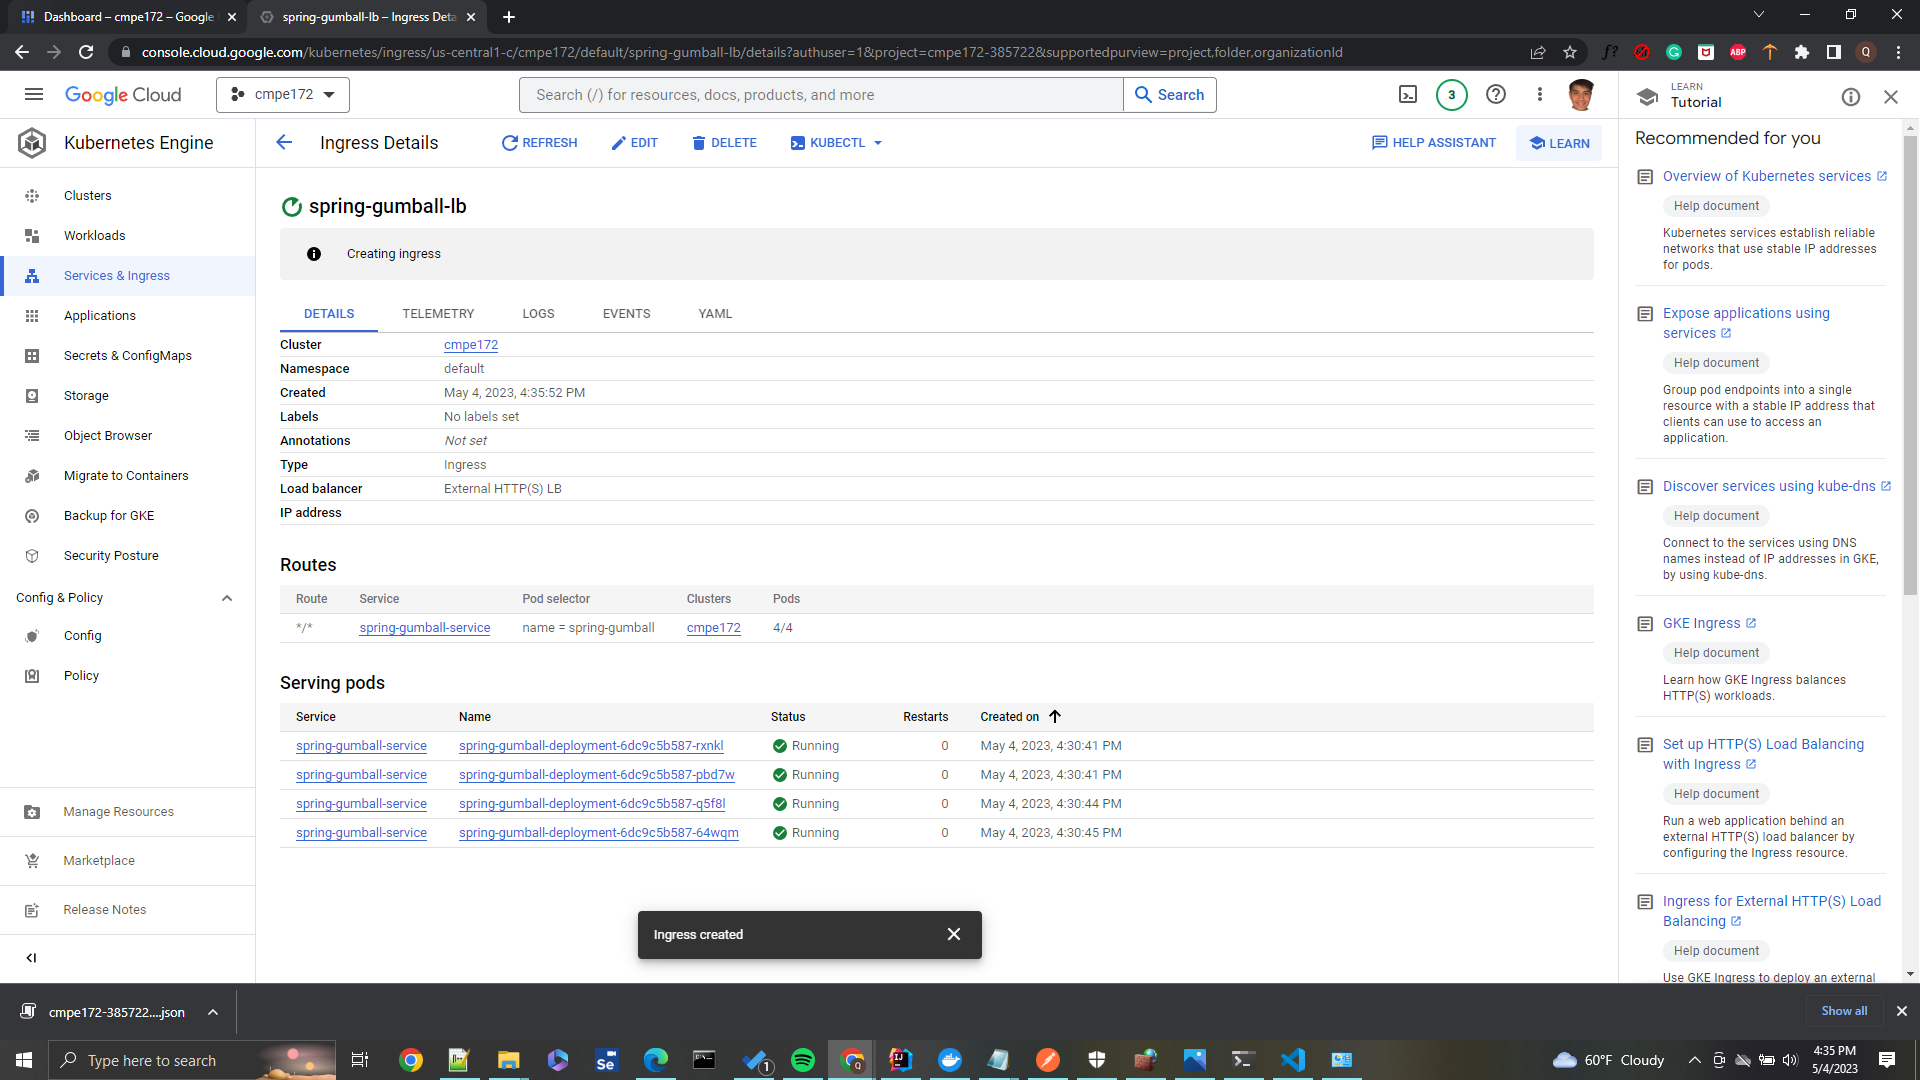 Dashboard – cmpe172 – Google
spring-gumball-lb – Ingress Deta
console.cloud.google.com/kubernetes/ingress/us-central1-c/cmpe172/default/spring-gumball-lb/details?authuser=1&project=cmpe172-385722&supportedpurview=project,folder,organizationId
f?
ABP
Q
Google Cloud
cmpe172
Search (/) for resources, docs, products, and more
Search
3
LEARN
Tutorial
Kubernetes Engine
Ingress Details
REFRESH
EDIT
DELETE
KUBECTL
HELP ASSISTANT
LEARN
Clusters
Workloads
Services & Ingress
Applications
Secrets & ConfigMaps
Storage
Object Browser
Migrate to Containers
Backup for GKE
Security Posture
Config & Policy
Config
Policy
Manage Resources
Marketplace
Release Notes
spring-gumball-lb
Creating ingress
DETAILS
TELEMETRY
LOGS
EVENTS
YAML
Cluster cmpe172
Namespace default
Created May 4, 2023, 4:35:52 PM
Labels No labels set
Annotations Not set
Type Ingress
Load balancer External HTTP(S) LB
IP address
Routes
Route Service Pod selector Clusters Pods
*/* spring-gumball-service name = spring-gumball cmpe172 4/4
Serving pods
Service Name Status Restarts Created on
spring-gumball-service spring-gumball-deployment-6dc9c5b587-rxnkl Running 0 May 4, 2023, 4:30:41 PM
spring-gumball-service spring-gumball-deployment-6dc9c5b587-pbd7w Running 0 May 4, 2023, 4:30:41 PM
spring-gumball-service spring-gumball-deployment-6dc9c5b587-q5f8l Running 0 May 4, 2023, 4:30:44 PM
spring-gumball-service spring-gumball-deployment-6dc9c5b587-64wqm Running 0 May 4, 2023, 4:30:45 PM
Ingress created
Recommended for you
Overview of Kubernetes services
Help document
Kubernetes services establish reliable
networks that use stable IP addresses
for pods.
Expose applications using
services
Help document
Group pod endpoints into a single
resource with a stable IP address that
clients can use to access an
application.
Discover services using kube-dns
Help document
Connect to the services using DNS
names instead of IP addresses in GKE,
by using kube-dns.
GKE Ingress
Help document
Learn how GKE Ingress balances
HTTP(S) workloads.
Set up HTTP(S) Load Balancing
with Ingress
Help document
Run a web application behind an
external HTTP(S) load balancer by
configuring the Ingress resource.
Ingress for External HTTP(S) Load
Balancing
Help document
Use GKE Ingress to deploy an external
cmpe172-385722....json
Show all
Type here to search
Se
1
Q
IJ
60°F Cloudy
4:35 PM
5/4/2023